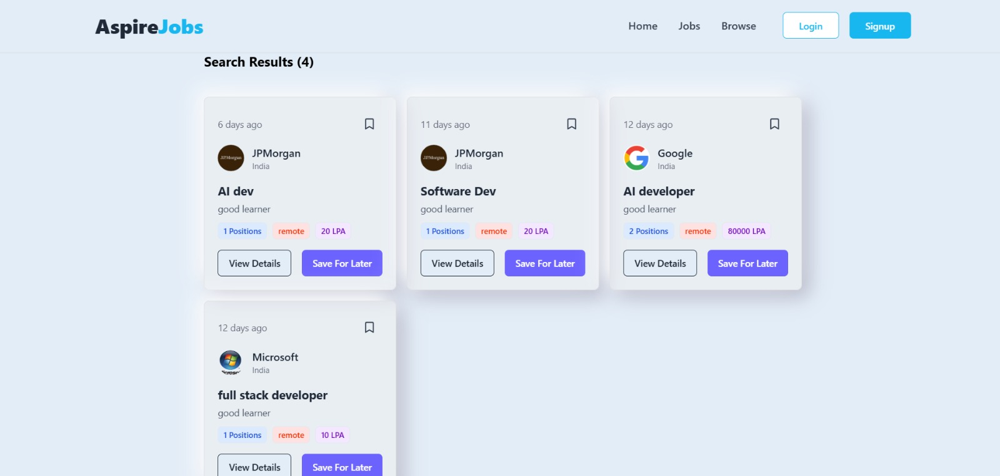 AspireJobs
Home Jobs Browse Login Signup
Search Results (4)
6 days ago
J.P.Morgan
JPMorgan
India
AI dev
good learner
1 Positions remote 20 LPA
View Details Save For Later
11 days ago
J.P.Morgan
JPMorgan
India
Software Dev
good learner
1 Positions remote 20 LPA
View Details Save For Later
12 days ago
Google
India
AI developer
good learner
2 Positions remote 80000 LPA
View Details Save For Later
12 days ago
Microsoft
India
full stack developer
good learner
1 Positions remote 10 LPA
View Details Save For Later